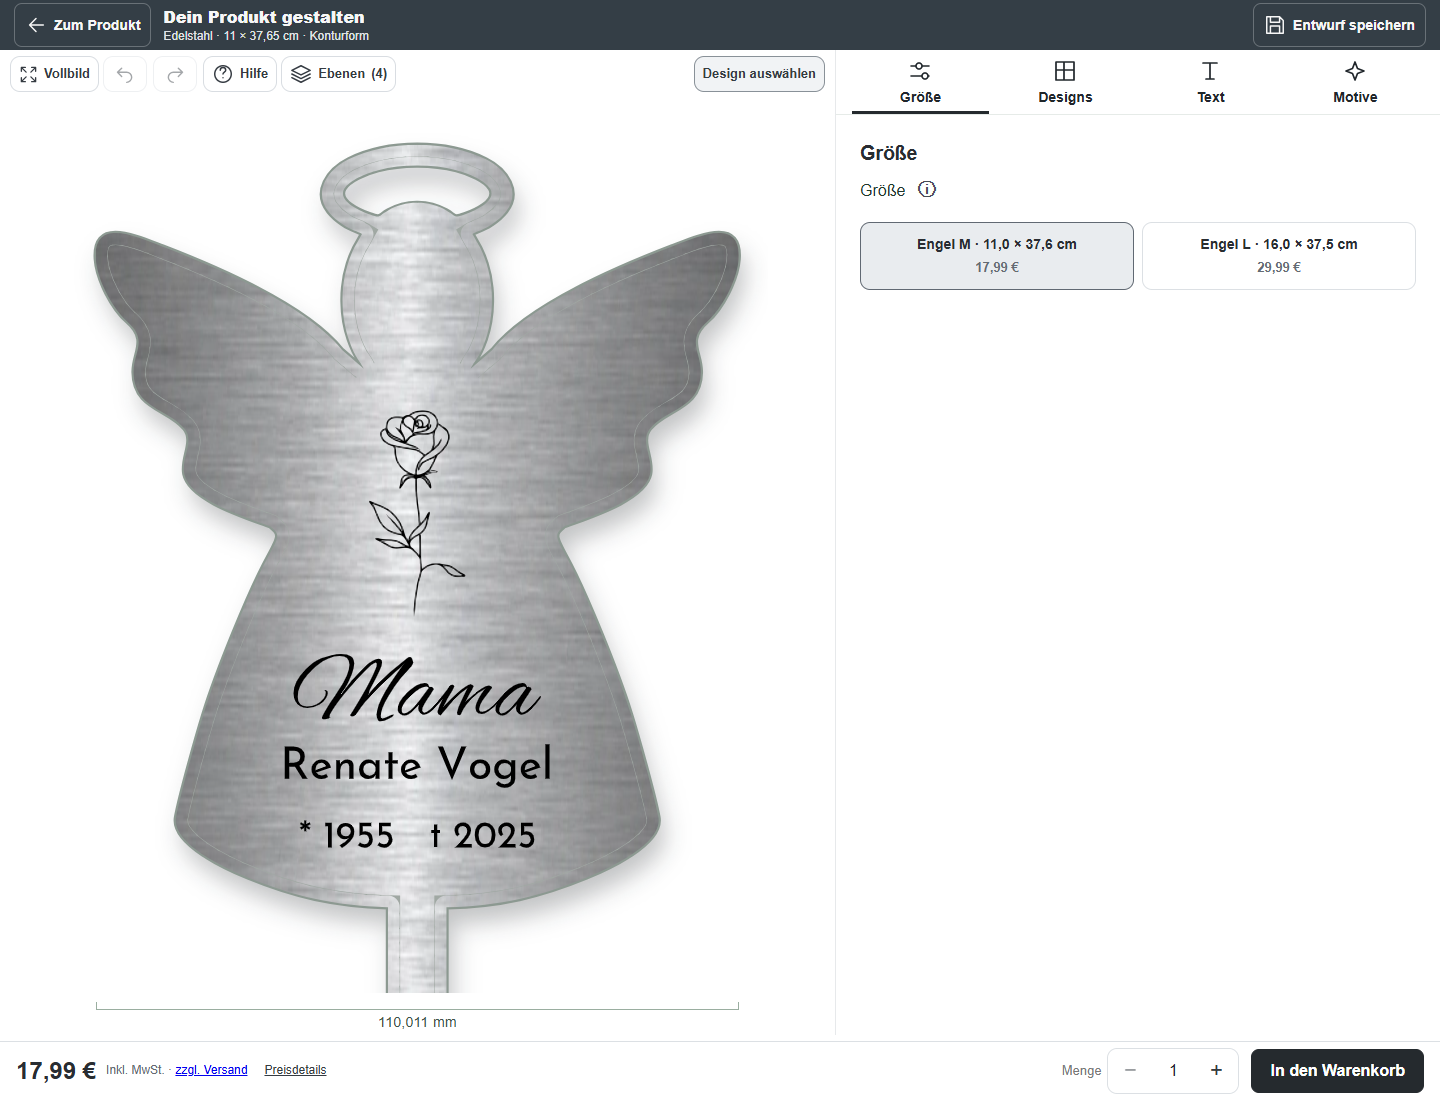 Zum Produkt
Dein Produkt gestalten
Edelstahl · 11 × 37,65 cm · Konturform
Entwurf speichern
Vollbild
Hilfe
Ebenen (4)
Design auswählen
Größe
Designs
Text
Motive
Größe
Größe
Engel M · 11,0 × 37,6 cm
17,99 €
Engel L · 16,0 × 37,5 cm
29,99 €
Mama
Renate Vogel
* 1955 † 2025
110,011 mm
17,99 € Inkl. MwSt. · zzgl. Versand Preisdetails
Menge − 1 +
In den Warenkorb